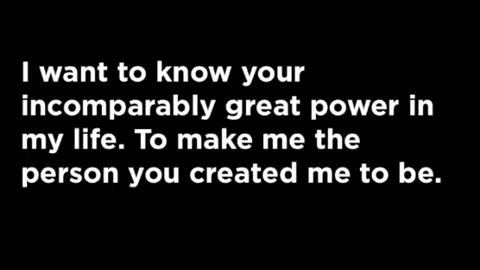 I want to know your
incomparably great power in
my life. To make me the
person you created me to be.